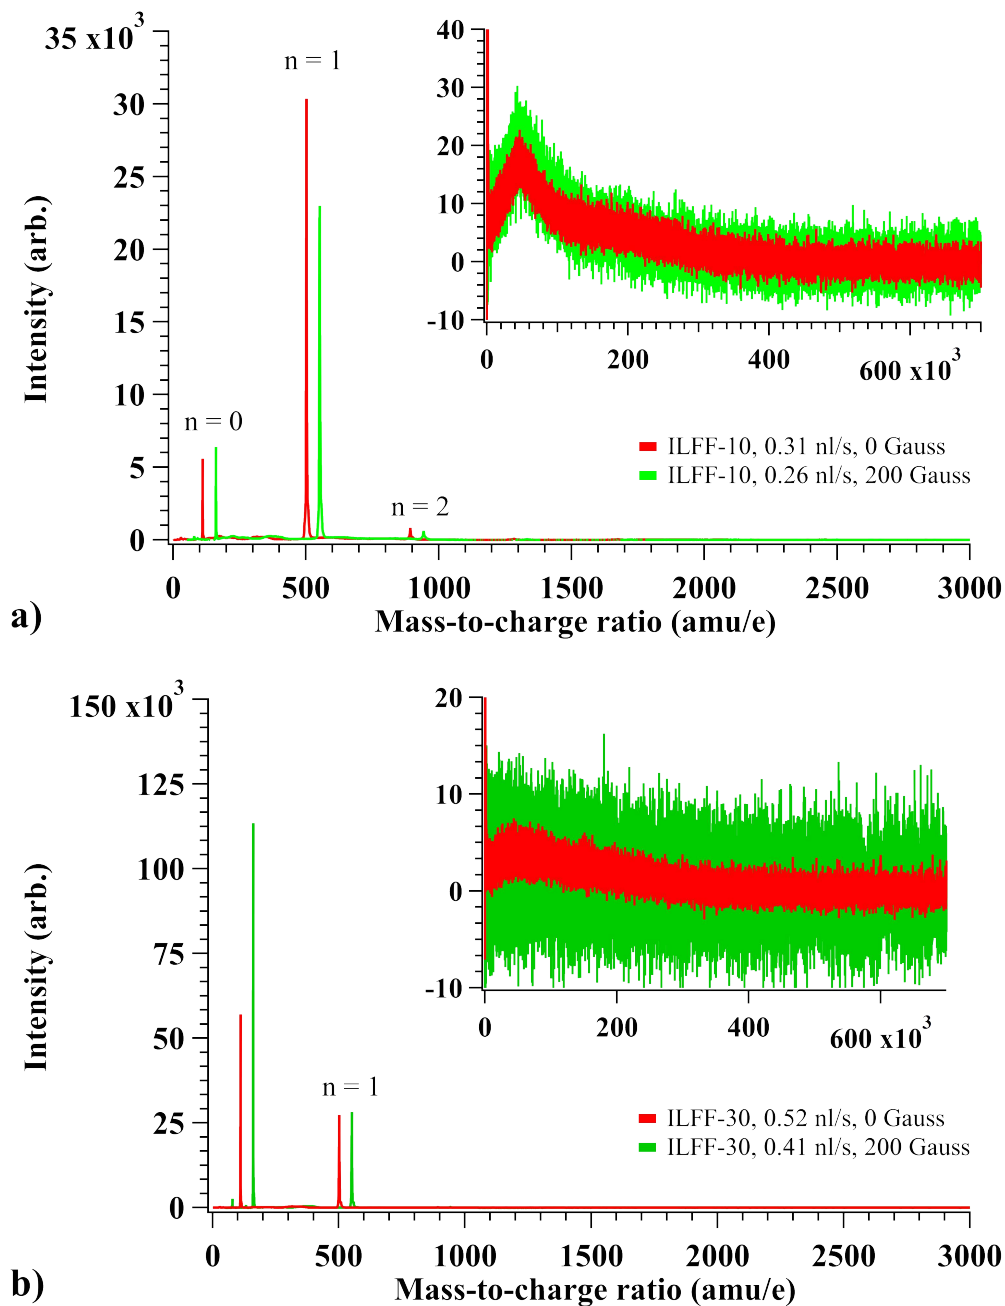 35 x10³
30
25
20
15
10
5
0
Intensity (arb.)
n = 0
n = 1
n = 2
0 500 1000 1500 2000 2500 3000
Mass-to-charge ratio (amu/e)
40
30
20
10
0
-10
0 200 400 600 x10³
ILFF-10, 0.31 nl/s, 0 Gauss
ILFF-10, 0.26 nl/s, 200 Gauss
a)
150 x10³
125
100
75
50
25
0
Intensity (arb.)
n = 1
0 500 1000 1500 2000 2500 3000
Mass-to-charge ratio (amu/e)
20
10
0
-10
0 200 400 600 x10³
ILFF-30, 0.52 nl/s, 0 Gauss
ILFF-30, 0.41 nl/s, 200 Gauss
b)